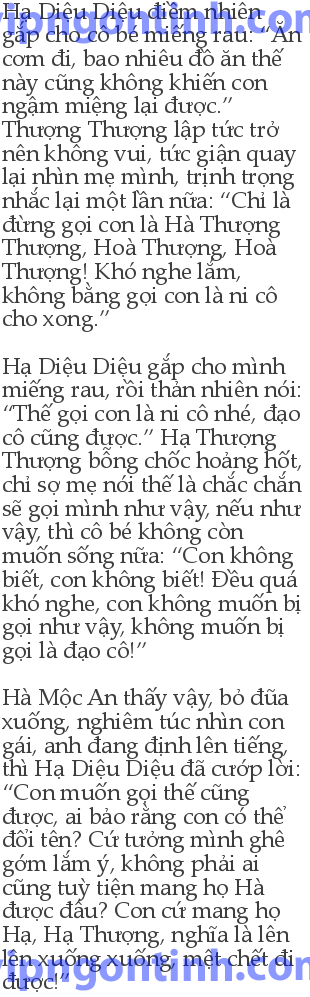 Hạ Diệu Diệu điềm nhiên
gắp cho cô bé miếng rau: “Ăn
cơm đi, bao nhiêu đồ ăn thế
này cũng không khiến con
ngậm miệng lại được.”
Thượng Thượng lập tức trở
nên không vui, tức giận quay
lại nhìn mẹ mình, trịnh trọng
nhắc lại một lần nữa: “Chỉ là
đừng gọi con là Hà Thượng
Thượng, Hoà Thượng, Hoà
Thượng! Khó nghe lắm,
không bằng gọi con là ni cô
cho xong.”

Hạ Diệu Diệu gắp cho mình
miếng rau, rồi thản nhiên nói:
“Thế gọi con là ni cô nhé, đạo
cô cũng được.” Hạ Thượng
Thượng bỗng chốc hoảng hốt,
chỉ sợ mẹ nói thế là chắc chắn
sẽ gọi mình như vậy, nếu như
vậy, thì cô bé không còn
muốn sống nữa: “Con không
biết, con không biết! Đều quá
khó nghe, con không muốn bị
gọi như vậy, không muốn bị
gọi là đạo cô!”

Hà Mộc An thấy vậy, bỏ đũa
xuống, nghiêm túc nhìn con
gái, anh đang định lên tiếng,
thì Hạ Diệu Diệu đã cướp lời:
“Con muốn gọi thế cũng
được, ai bảo rằng con có thể
đổi tên? Cứ tưởng mình ghê
gớm lắm ý, không phải ai
cũng tuỳ tiện mang họ Hà
được đâu? Con cứ mang họ
Hạ, Hạ Thượng, nghĩa là lên
lên xuống xuống, mệt chết đi
được!”
vipngontinh.com
vipngontinh.com